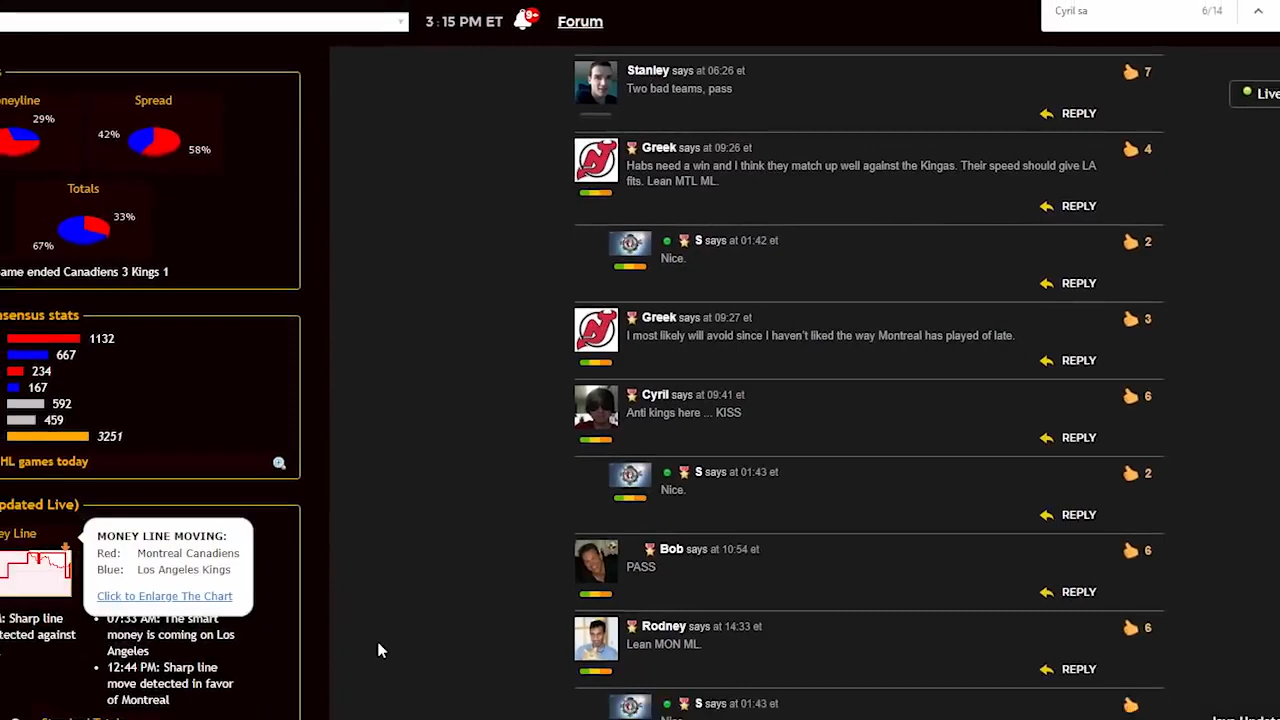 3:15 PM ET
9+
Forum
Cyril sa
6/14
Live
Spread
29%
42%
58%
Totals
33%
67%
ame ended Canadiens 3 Kings 1
nsensus stats
1132
667
234
167
592
459
3251
HL games today
pdated Live)
ey Line
MONEY LINE MOVING:
Red: Montreal Canadiens
Blue: Los Angeles Kings
Click to Enlarge The Chart
: Sharp line
tected against
07:33 AM: The smart
money is coming on Los
Angeles
12:44 PM: Sharp line
move detected in favor
of Montreal
Stanley says at 06:26 et
7
Two bad teams, pass
REPLY
Greek says at 09:26 et
4
Habs need a win and I think they match up well against the Kingas. Their speed should give LA
fits. Lean MTL ML.
REPLY
S says at 01:42 et
2
Nice.
REPLY
Greek says at 09:27 et
3
I most likely will avoid since I haven't liked the way Montreal has played of late.
REPLY
Cyril says at 09:41 et
6
Anti kings here ... KISS
REPLY
S says at 01:43 et
2
Nice.
REPLY
Bob says at 10:54 et
6
PASS
REPLY
Rodney says at 14:33 et
6
Lean MON ML.
REPLY
S says at 01:43 et